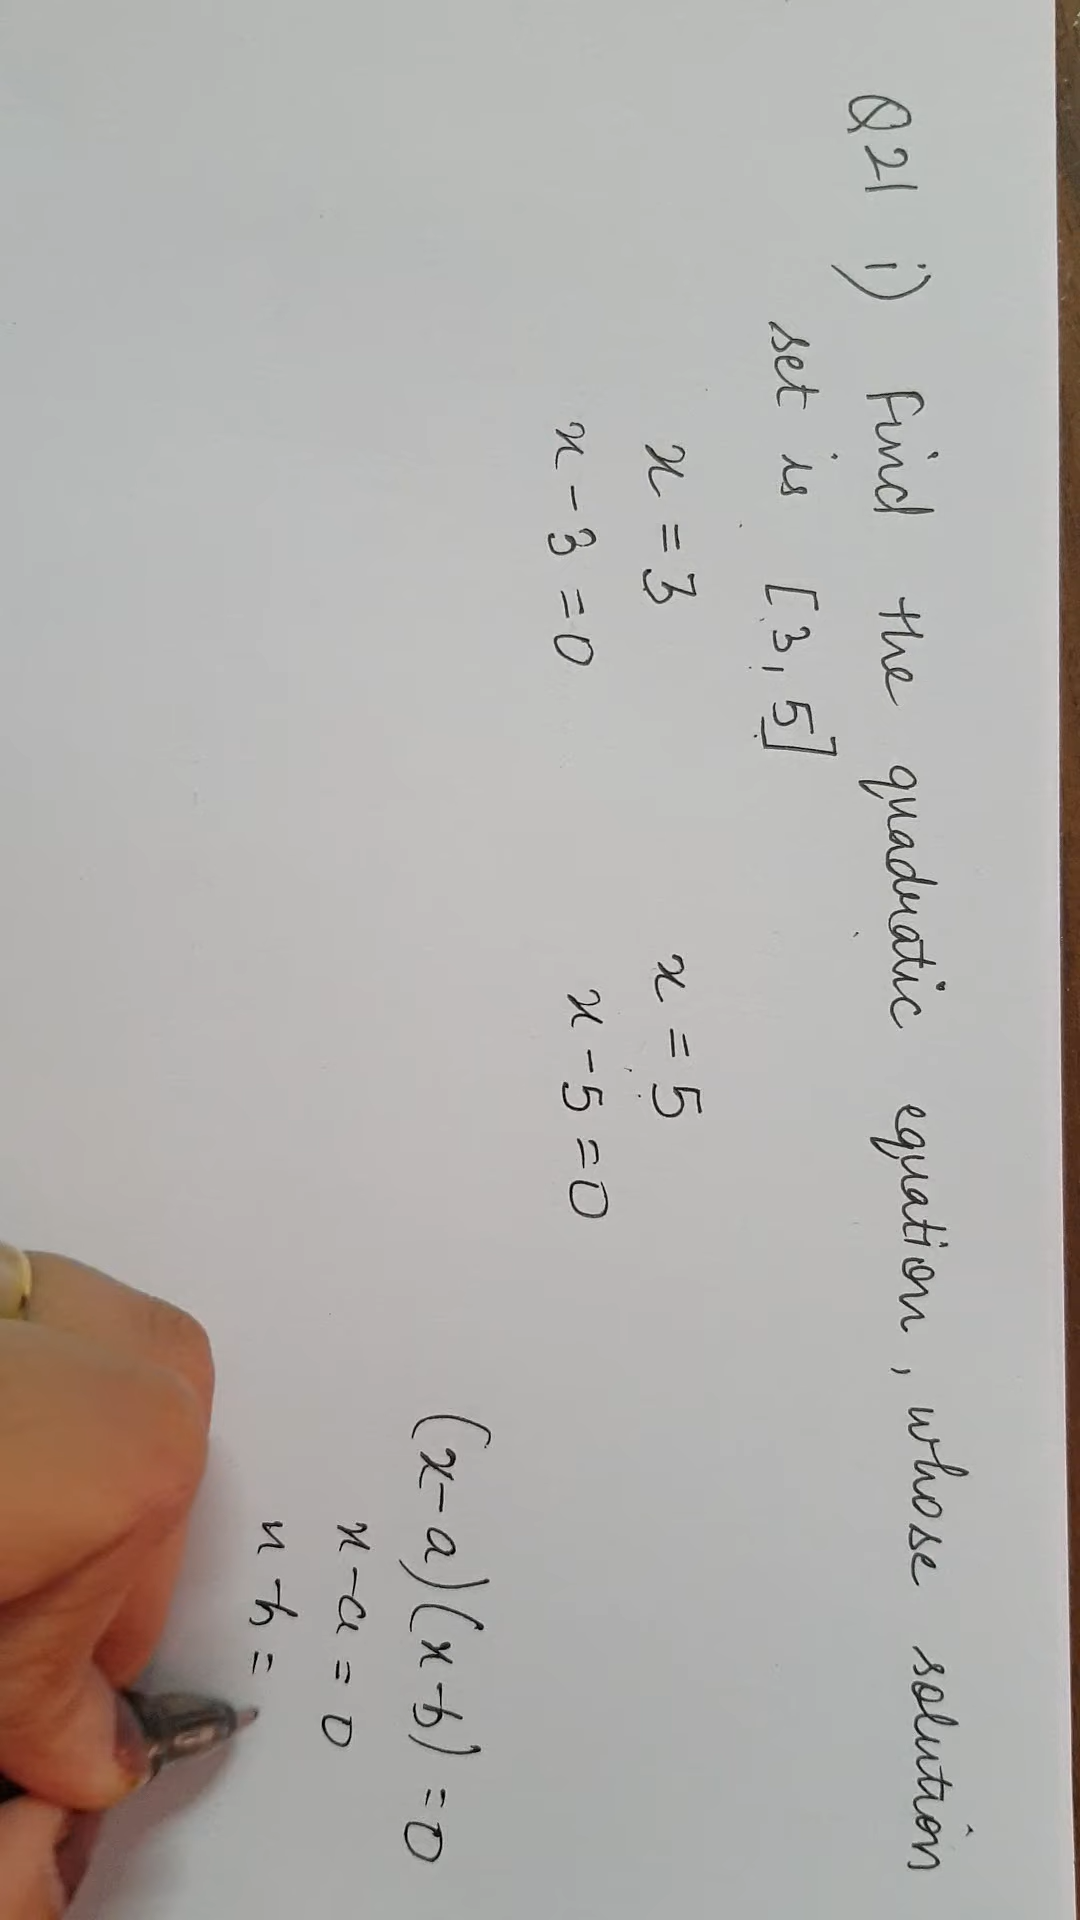 Q21 i) Find the quadratic equation, whose solution
set is [3, 5]
x = 3 x = 5
x - 3 = 0 x - 5 = 0
(x - a)(x - b) = 0
x - a = 0
x - b =